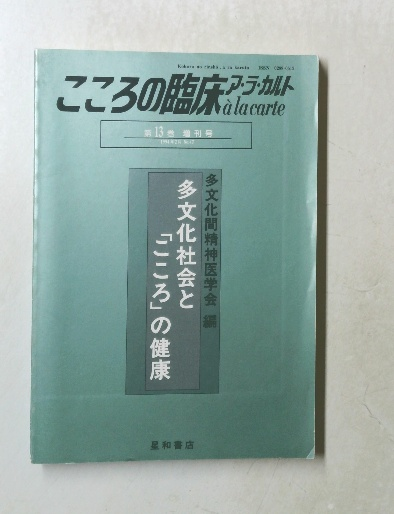 こころの臨床 ア・ラ・カルト
à la carte
第13巻 増刊号
多文化間精神医学会 編
多文化社会と
「こころ」の健康
星和書店